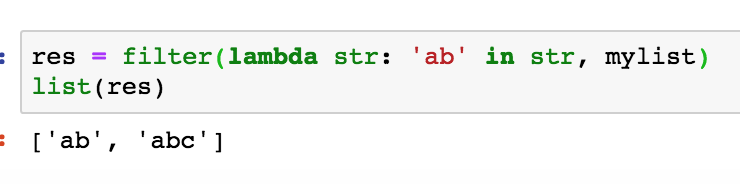 res = filter(lambda str: 'ab' in str, mylist)
list(res)
['ab', 'abc']